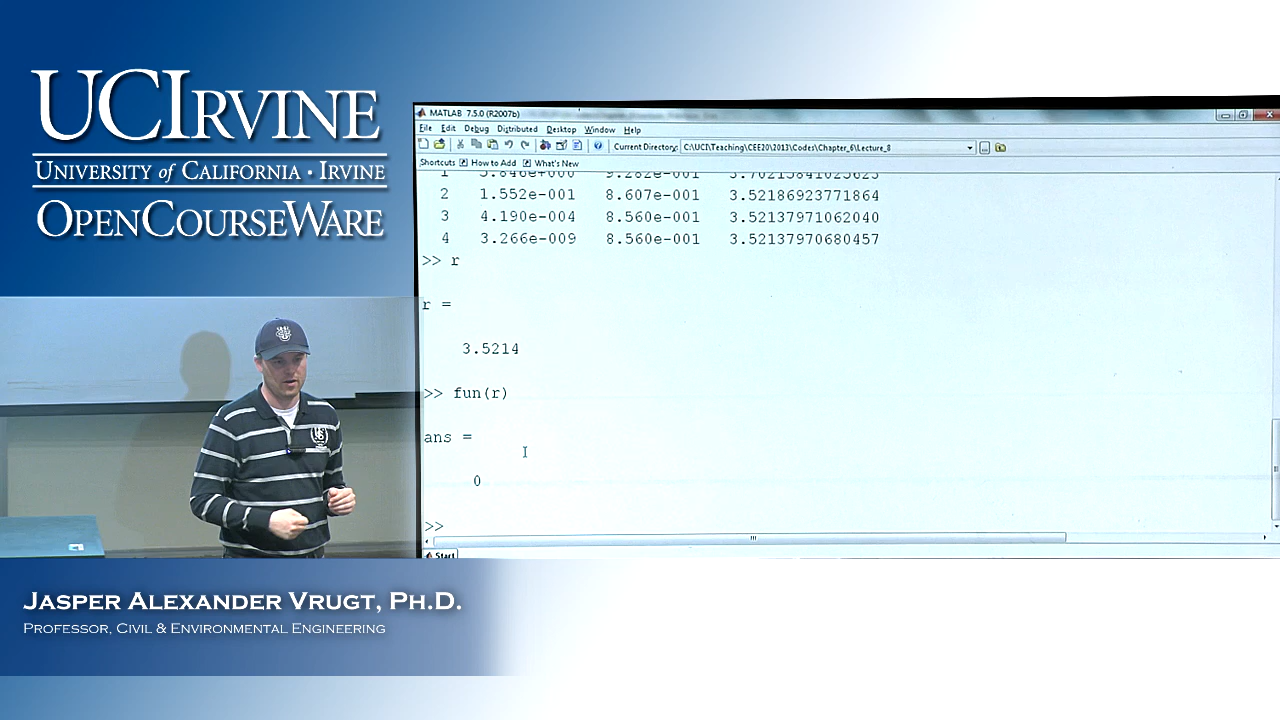 UCIRVINE
UNIVERSITY of CALIFORNIA · IRVINE
OPENCOURSEWARE
MATLAB 7.5.0 (R2007b)
File Edit Debug Distributed Desktop Window Help
Current Directory: C:\UCI\Teaching\CEE20\2013\Codes\Chapter_6\Lecture_8
Shortcuts How to Add What's New
2 1.552e-001 8.607e-001 3.52186923771864
3 4.190e-004 8.560e-001 3.52137971062040
4 3.266e-009 8.560e-001 3.52137970680457
>> r
r =
3.5214
>> fun(r)
ans =
0
>>
Start
JASPER ALEXANDER VRUGT, PH.D.
PROFESSOR, CIVIL & ENVIRONMENTAL ENGINEERING